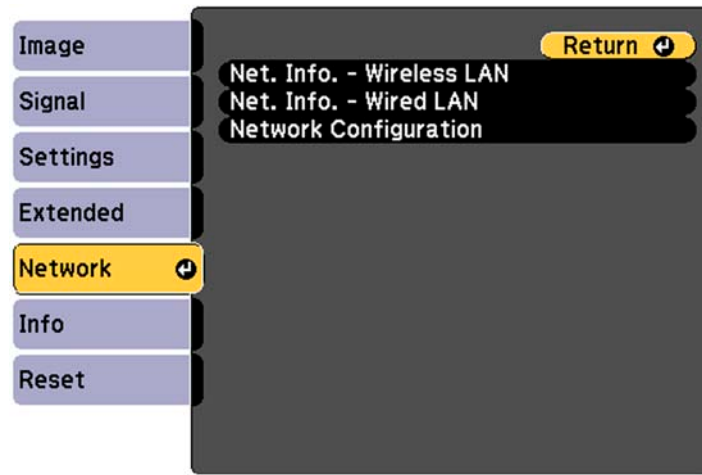 Image
Signal
Settings
Extended
Network
Info
Reset
Return
Net. Info. - Wireless LAN
Net. Info. - Wired LAN
Network Configuration